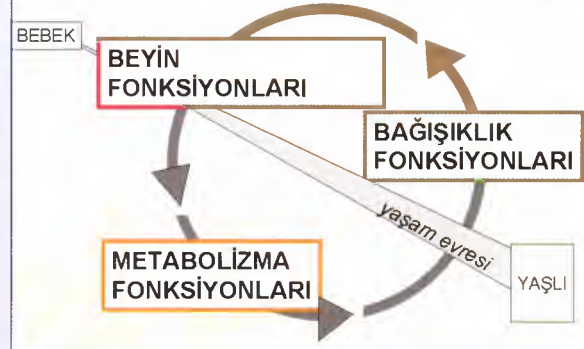 BEBEK
BEYİN
FONKSİYONLARI
BAĞIŞIKLIK
FONKSİYONLARI
yaşam evresi
METABOLİZMA
FONKSİYONLARI
YAŞLI